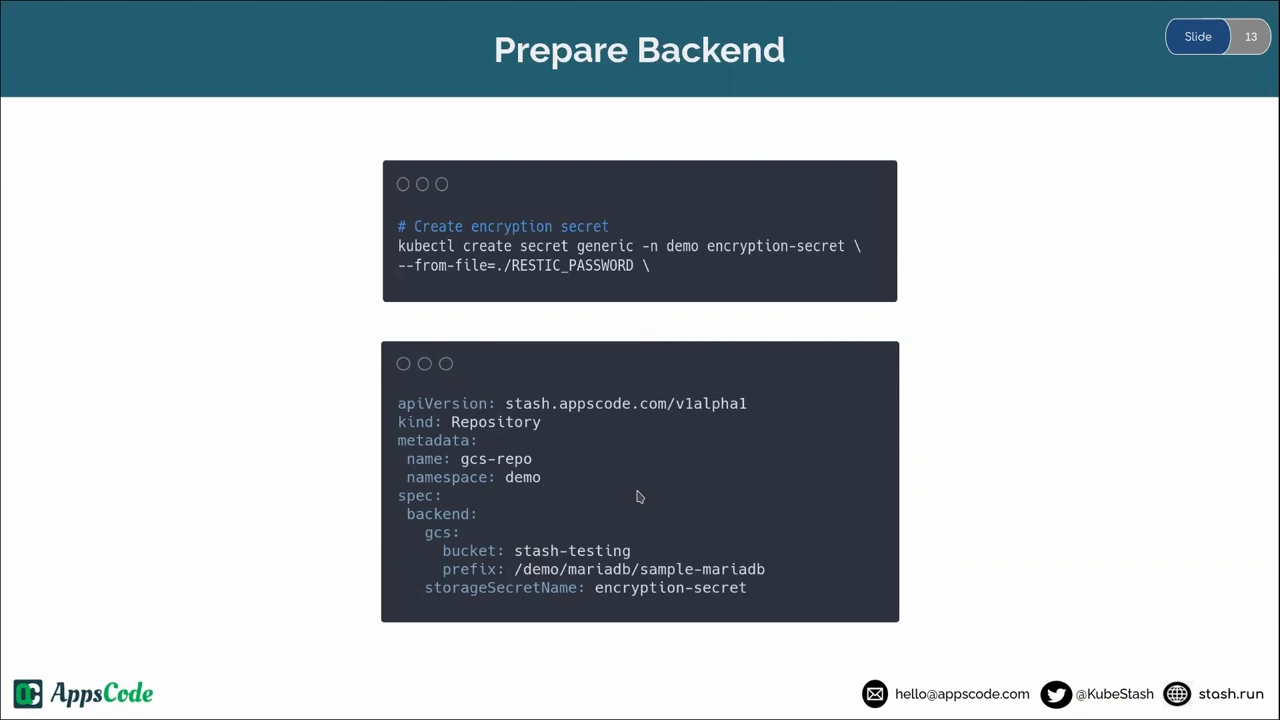 Prepare Backend
Slide 13
# Create encryption secret
kubectl create secret generic -n demo encryption-secret \
--from-file=./RESTIC_PASSWORD \
apiVersion: stash.appscode.com/v1alpha1
kind: Repository
metadata:
 name: gcs-repo
 namespace: demo
spec:
 backend:
   gcs:
     bucket: stash-testing
     prefix: /demo/mariadb/sample-mariadb
   storageSecretName: encryption-secret
AppsCode
hello@appscode.com @KubeStash stash.run